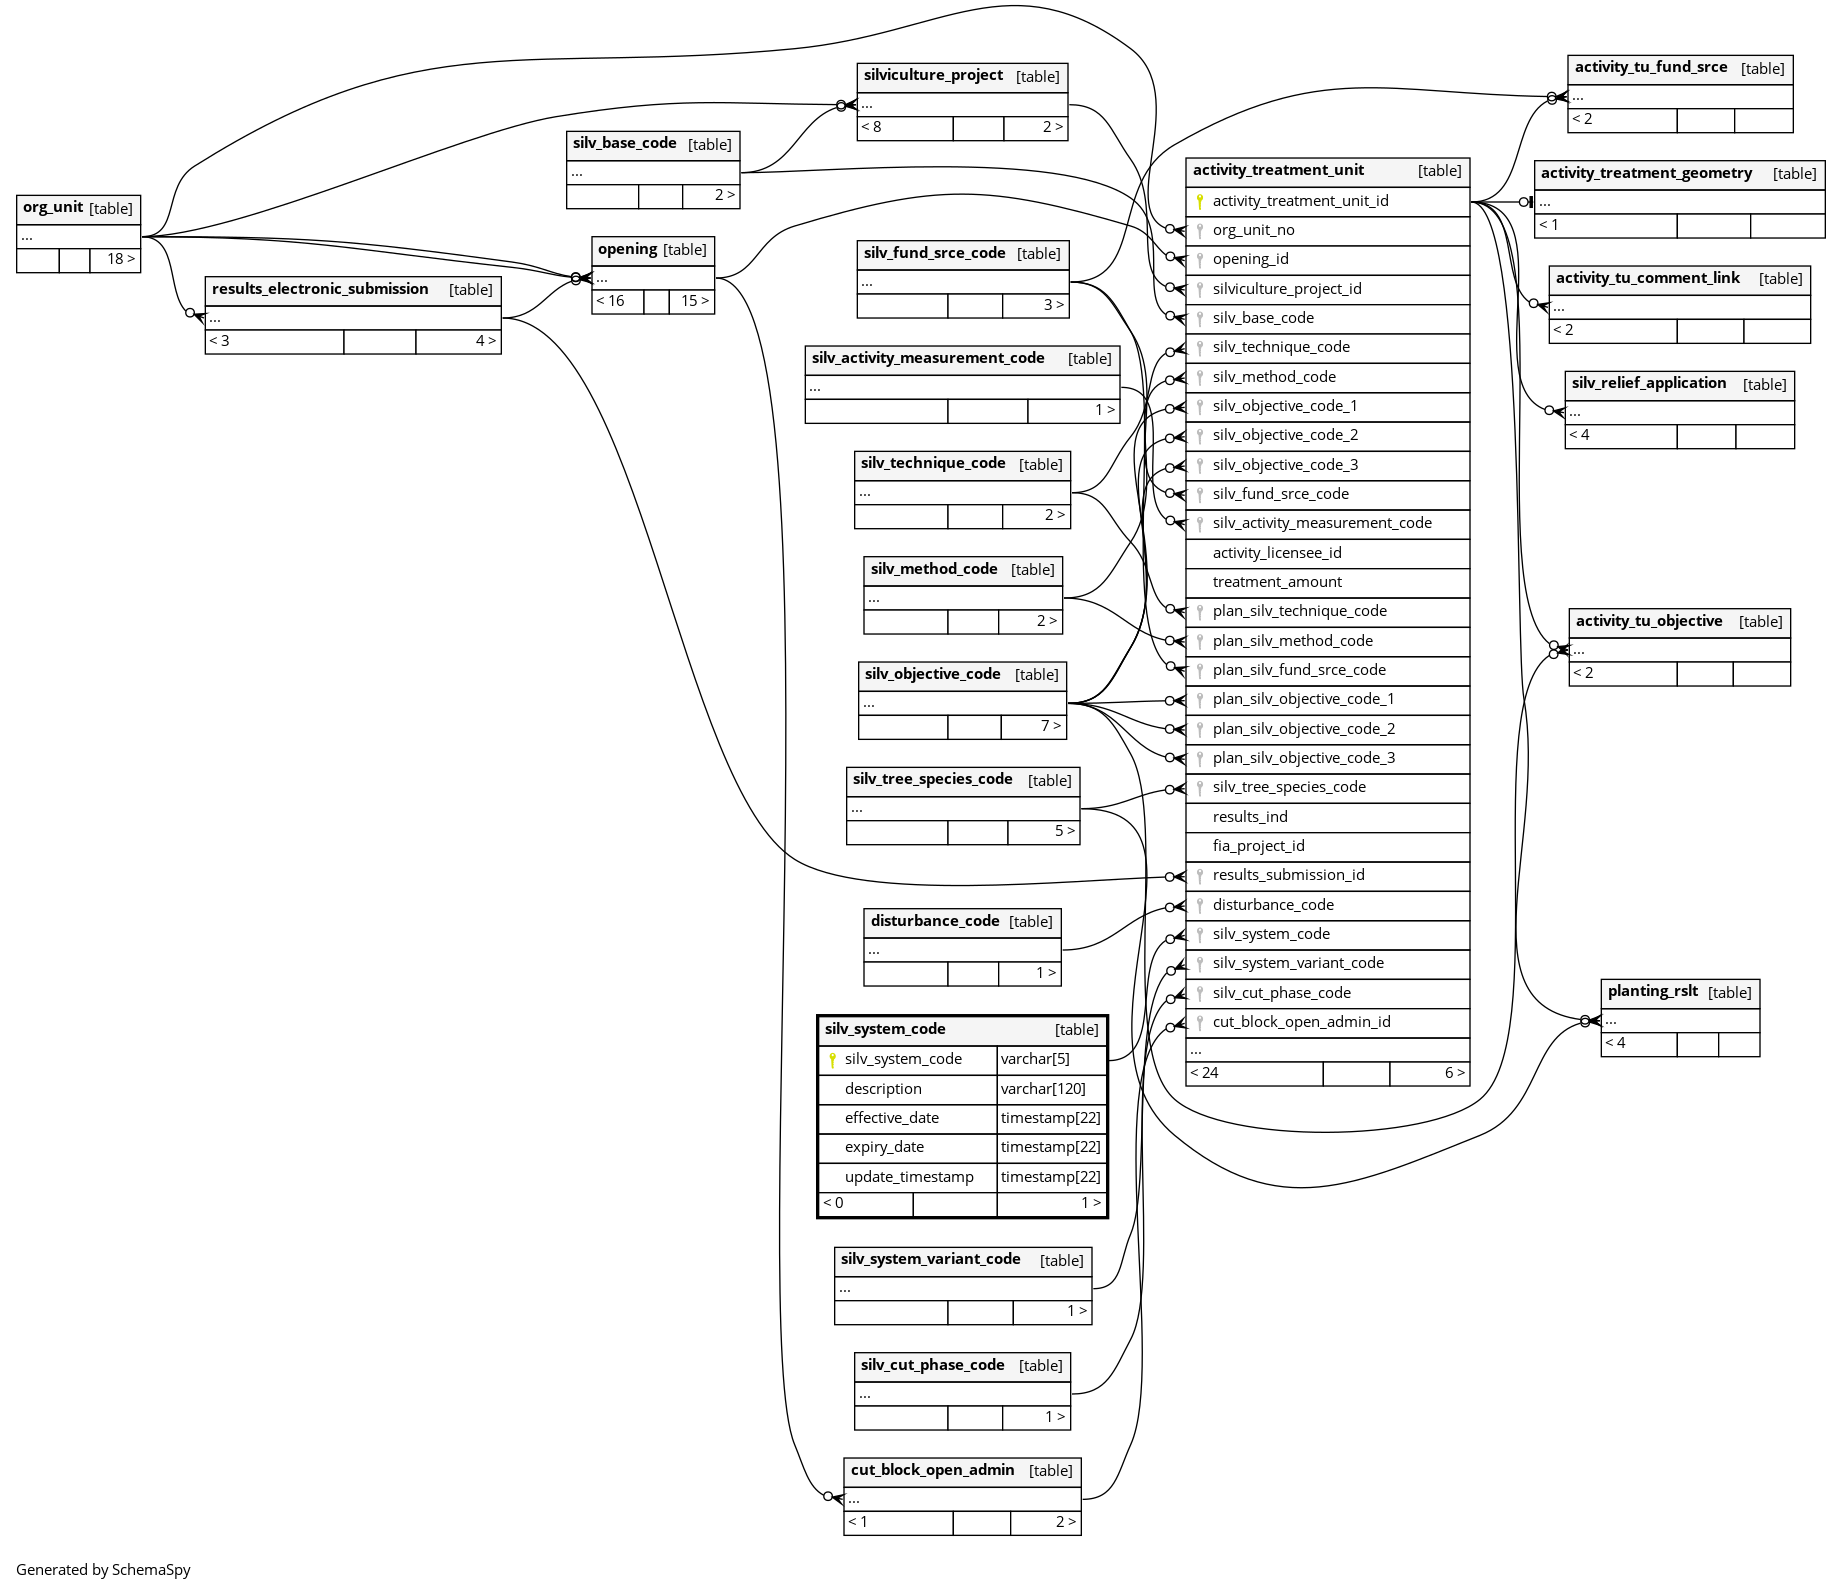 org_unit [table]
...
18 >
results_electronic_submission [table]
...
< 3 4 >
silv_base_code [table]
...
2 >
opening [table]
...
< 16 15 >
silviculture_project [table]
...
< 8 2 >
silv_fund_srce_code [table]
...
3 >
silv_activity_measurement_code [table]
...
1 >
silv_technique_code [table]
...
2 >
silv_method_code [table]
...
2 >
silv_objective_code [table]
...
7 >
silv_tree_species_code [table]
...
5 >
disturbance_code [table]
...
1 >
silv_system_code [table]
silv_system_code varchar[5]
description varchar[120]
effective_date timestamp[22]
expiry_date timestamp[22]
update_timestamp timestamp[22]
< 0 1 >
silv_system_variant_code [table]
...
1 >
silv_cut_phase_code [table]
...
1 >
cut_block_open_admin [table]
...
< 1 2 >
activity_treatment_unit [table]
activity_treatment_unit_id
org_unit_no
opening_id
silviculture_project_id
silv_base_code
silv_technique_code
silv_method_code
silv_objective_code_1
silv_objective_code_2
silv_objective_code_3
silv_fund_srce_code
silv_activity_measurement_code
activity_licensee_id
treatment_amount
plan_silv_technique_code
plan_silv_method_code
plan_silv_fund_srce_code
plan_silv_objective_code_1
plan_silv_objective_code_2
plan_silv_objective_code_3
silv_tree_species_code
results_ind
fia_project_id
results_submission_id
disturbance_code
silv_system_code
silv_system_variant_code
silv_cut_phase_code
cut_block_open_admin_id
...
< 24 6 >
activity_tu_fund_srce [table]
...
< 2
activity_treatment_geometry [table]
...
< 1
activity_tu_comment_link [table]
...
< 2
silv_relief_application [table]
...
< 4
activity_tu_objective [table]
...
< 2
planting_rslt [table]
...
< 4
Generated by SchemaSpy